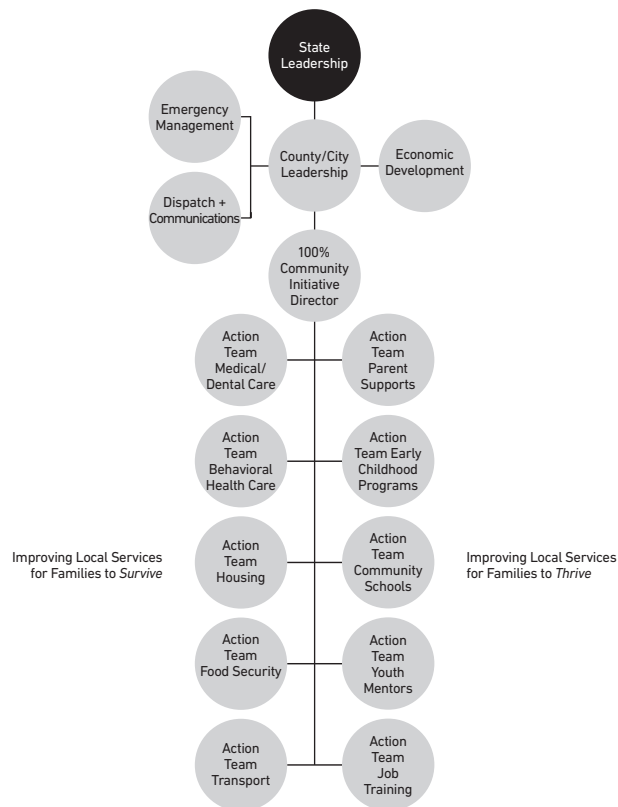 State
Leadership
Emergency
Management
County/City
Leadership
Economic
Development
Dispatch +
Communications
100%
Community
Initiative
Director
Action
Team
Medical/
Dental Care
Action
Team
Parent
Supports
Action
Team
Behavioral
Health Care
Action
Team Early
Childhood
Programs
Improving Local Services
for Families to Survive
Action
Team
Housing
Action
Team
Community
Schools
Improving Local Services
for Families to Thrive
Action
Team
Food Security
Action
Team
Youth
Mentors
Action
Team
Transport
Action
Team
Job
Training